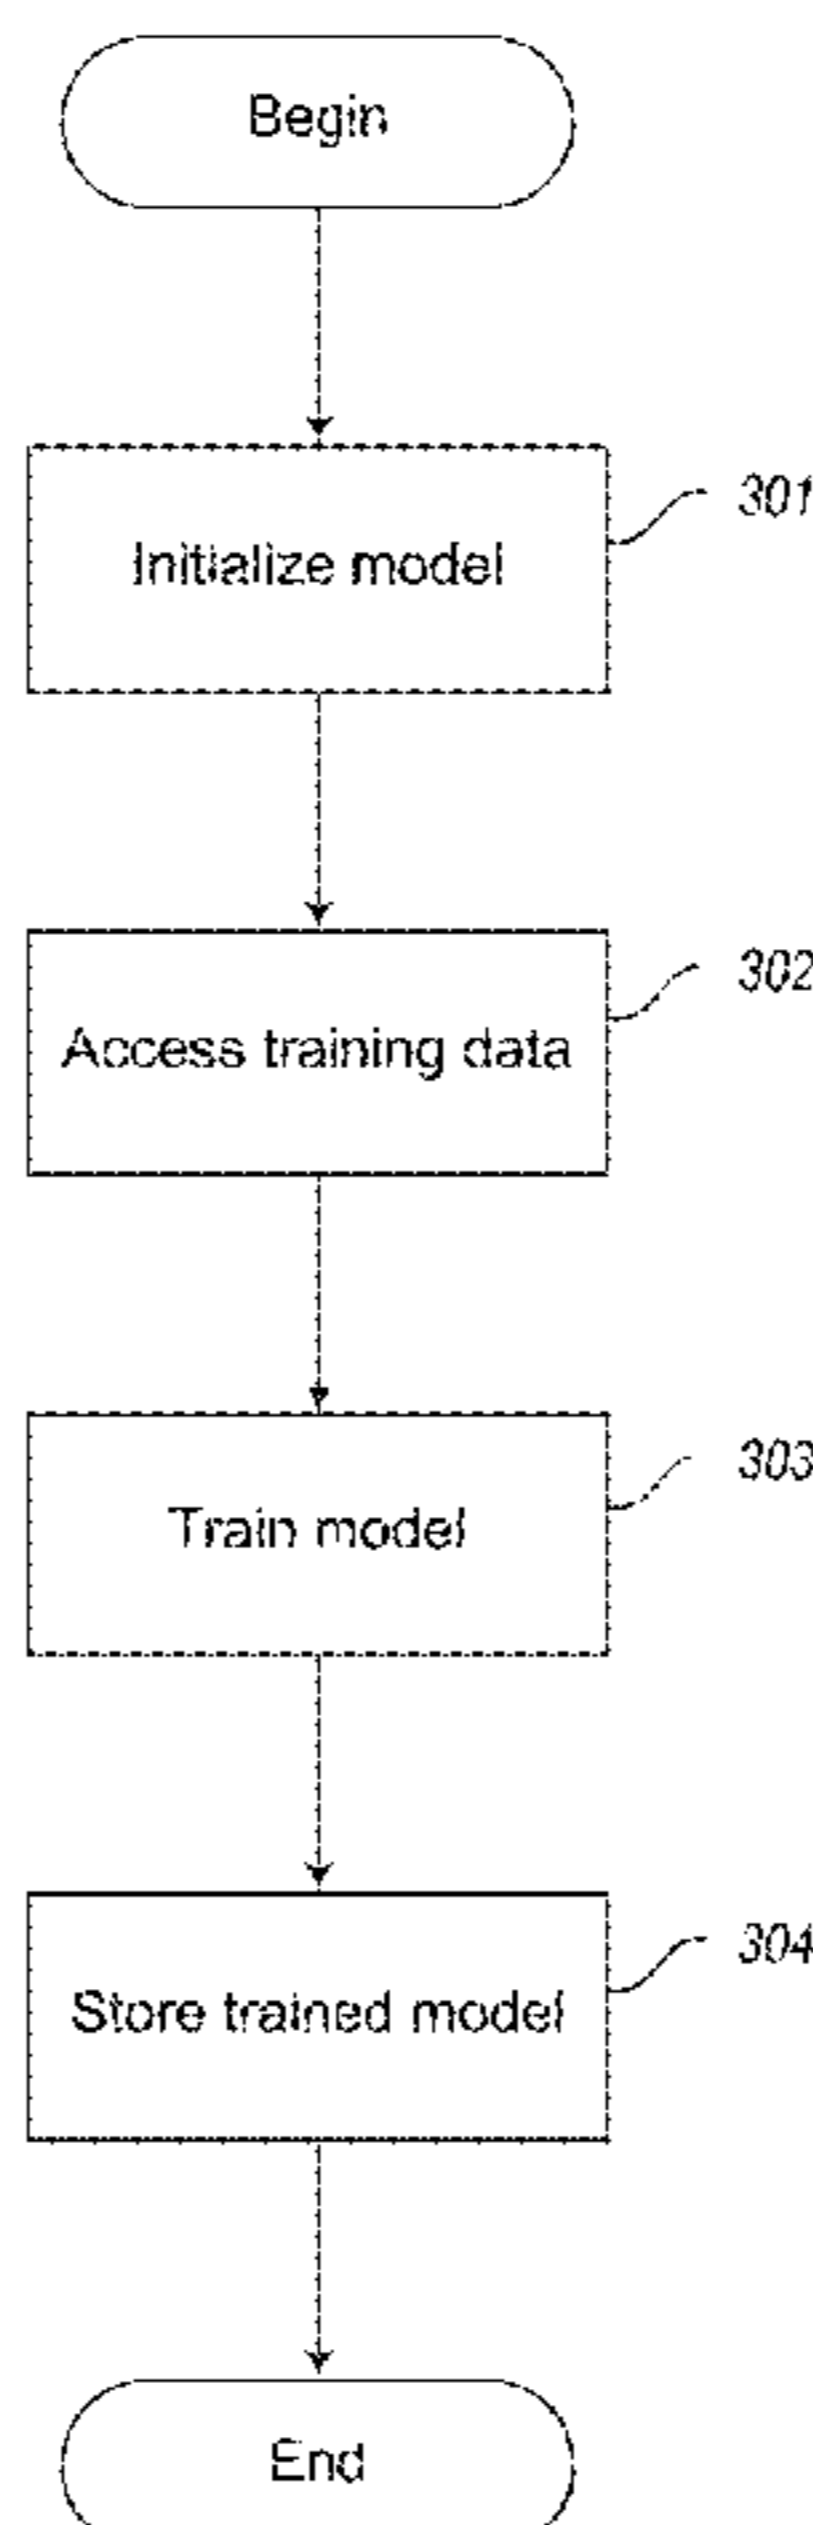 Begin
Initialize model
301
Access training data
302
Train model
303
Store trained model
304
End